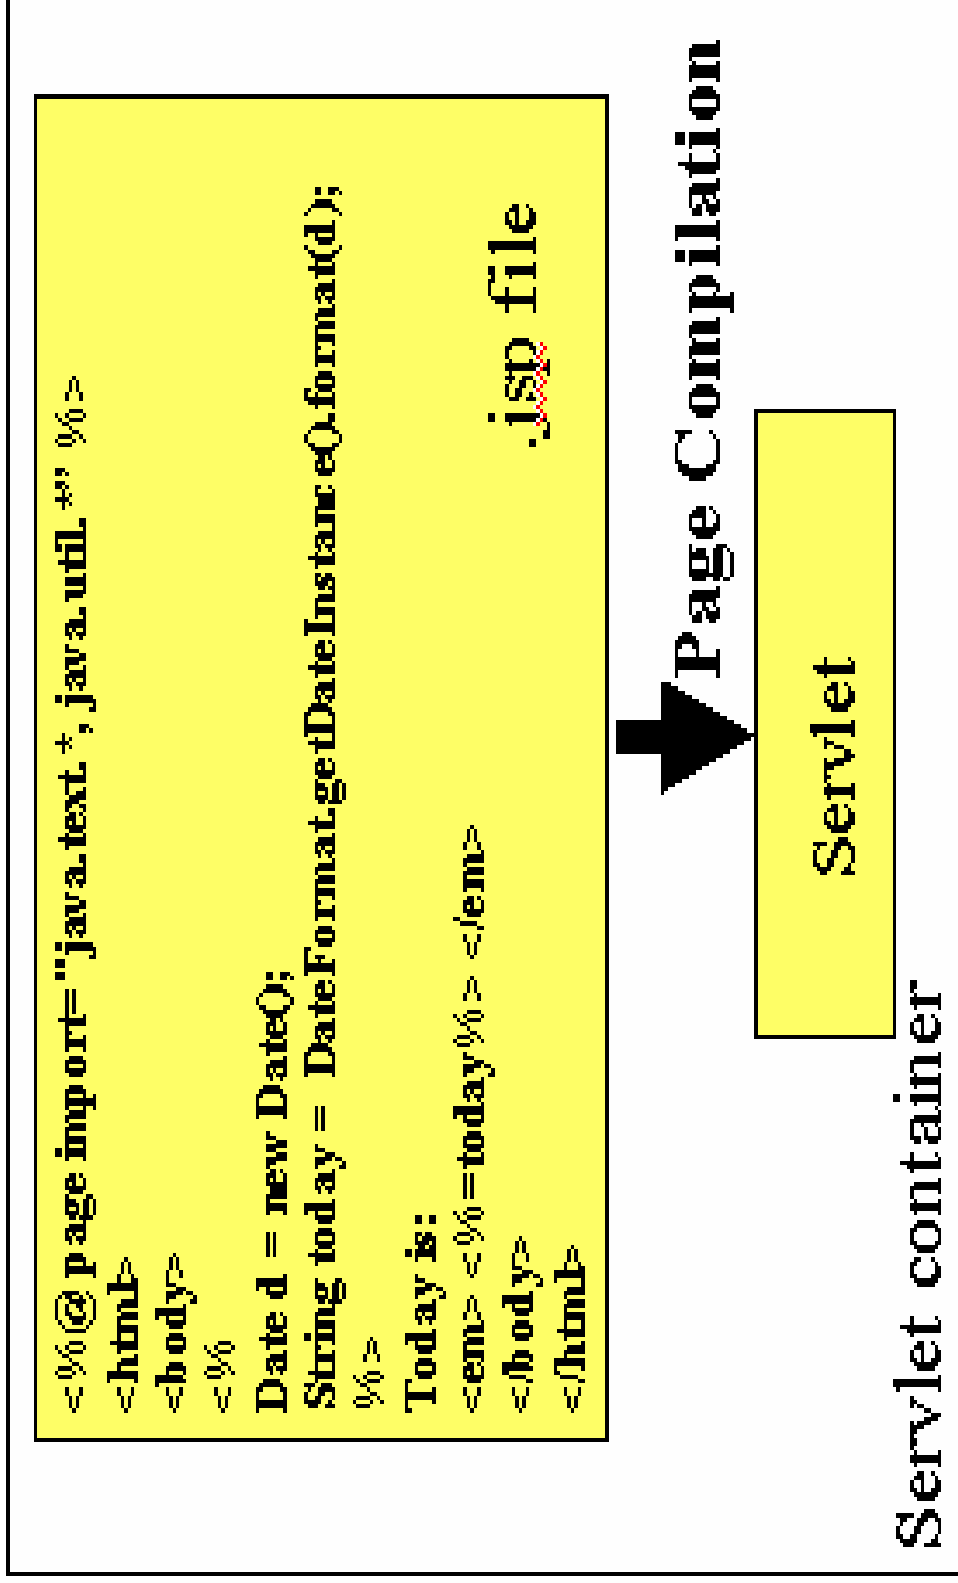 <%@ page import="java.text.*, java.util.*" %>
<html>
<body>
<%
Date d = new Date();
String today = DateFormat.getDateInstance().format(d);
%>
Today is:
<em> <%=today%> </em>
</body>
</html>
.jsp file
Page Compilation
Servlet
Servlet container